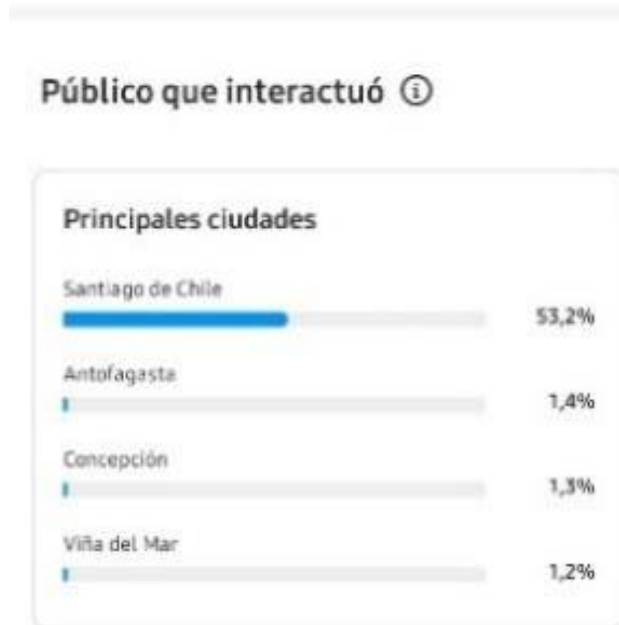 Público que interactuó
Principales ciudades
Santiago de Chile
53,2%
Antofagasta
1,4%
Concepción
1,3%
Viña del Mar
1,2%